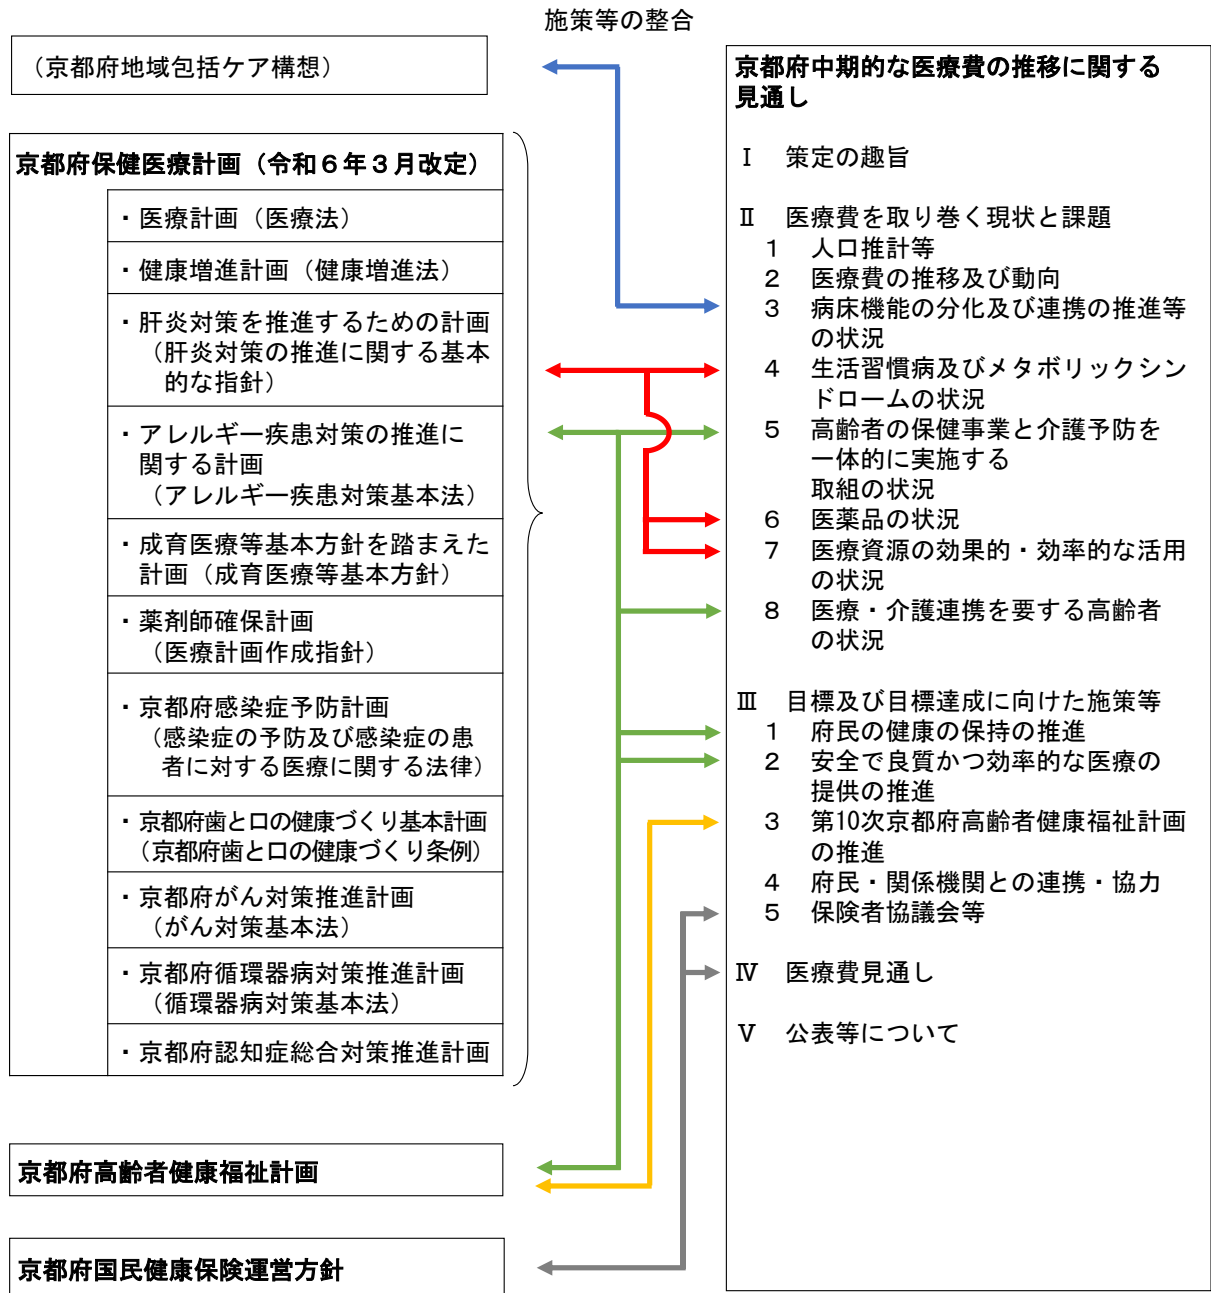 施策等の整合
（京都府地域包括ケア構想）
京都府保健医療計画（令和６年３月改定）
・医療計画（医療法）
・健康増進計画（健康増進法）
・肝炎対策を推進するための計画
（肝炎対策の推進に関する基本
的な指針）
・アレルギー疾患対策の推進に
関する計画
（アレルギー疾患対策基本法）
・成育医療等基本方針を踏まえた
計画（成育医療等基本方針）
・薬剤師確保計画
（医療計画作成指針）
・京都府感染症予防計画
（感染症の予防及び感染症の患
者に対する医療に関する法律）
・京都府歯と口の健康づくり基本計画
（京都府歯と口の健康づくり条例）
・京都府がん対策推進計画
（がん対策基本法）
・京都府循環器病対策推進計画
（循環器病対策基本法）
・京都府認知症総合対策推進計画
京都府高齢者健康福祉計画
京都府国民健康保険運営方針
京都府中期的な医療費の推移に関する
見通し
Ⅰ　策定の趣旨
Ⅱ　医療費を取り巻く現状と課題
１　人口推計等
２　医療費の推移及び動向
３　病床機能の分化及び連携の推進等
の状況
４　生活習慣病及びメタボリックシン
ドロームの状況
５　高齢者の保健事業と介護予防を
一体的に実施する
取組の状況
６　医薬品の状況
７　医療資源の効果的・効率的な活用
の状況
８　医療・介護連携を要する高齢者
の状況
Ⅲ　目標及び目標達成に向けた施策等
１　府民の健康の保持の推進
２　安全で良質かつ効率的な医療の
提供の推進
３　第10次京都府高齢者健康福祉計画
の推進
４　府民・関係機関との連携・協力
５　保険者協議会等
Ⅳ　医療費見通し
Ⅴ　公表等について